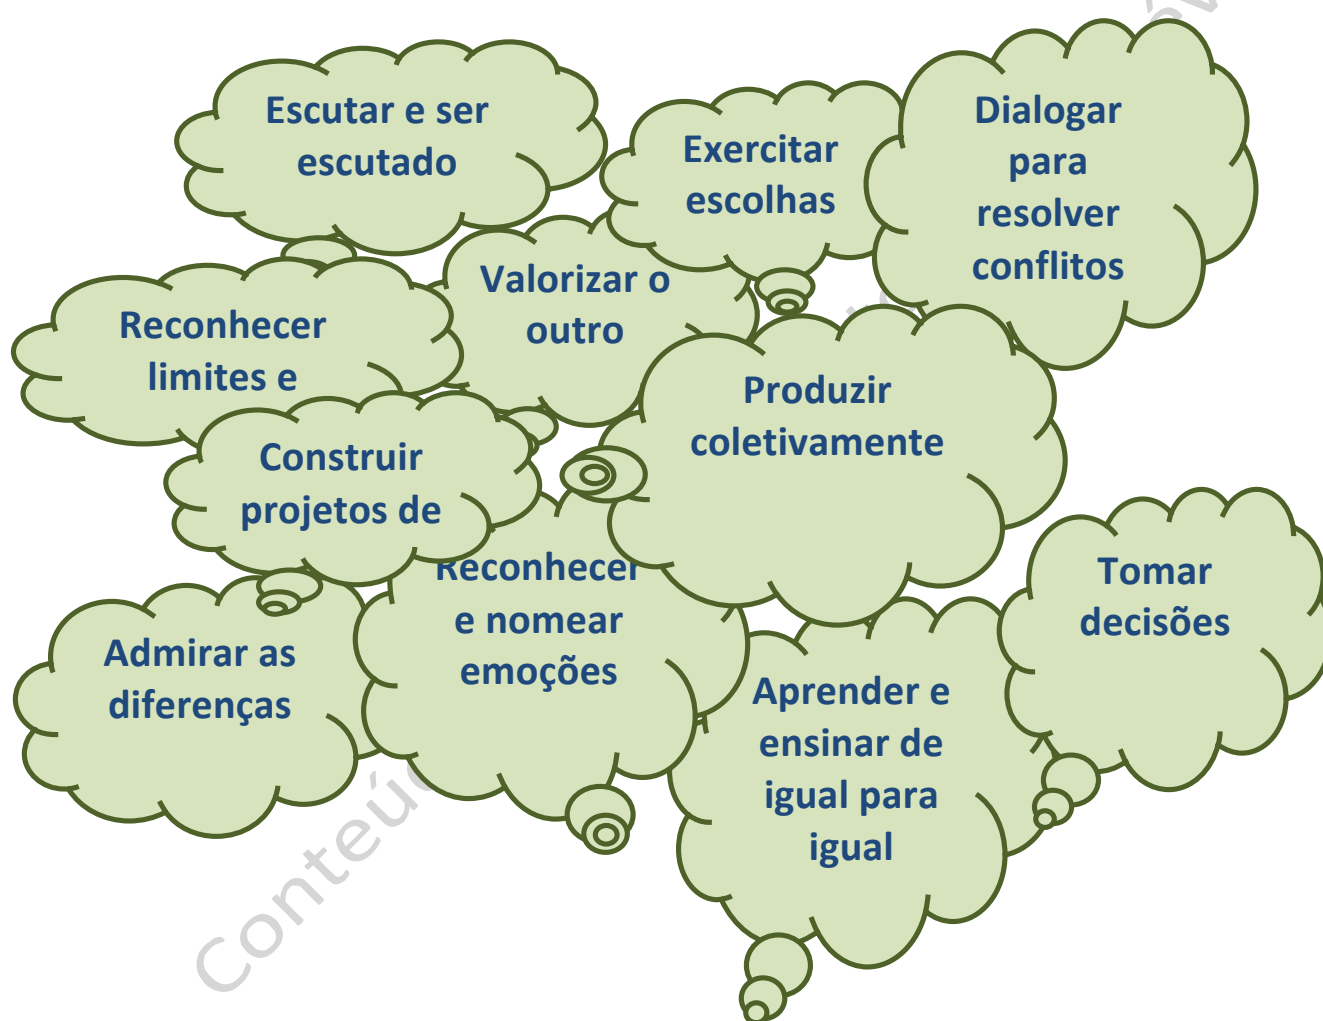 Escutar e ser
escutado
Exercitar
escolhas
Dialogar
para
resolver
conflitos
Valorizar o
outro
Reconhecer
limites e
Produzir
coletivamente
Construir
projetos de
Reconhecer
e nomear
emoções
Tomar
decisões
Admirar as
diferenças
Aprender e
ensinar de
igual para
igual